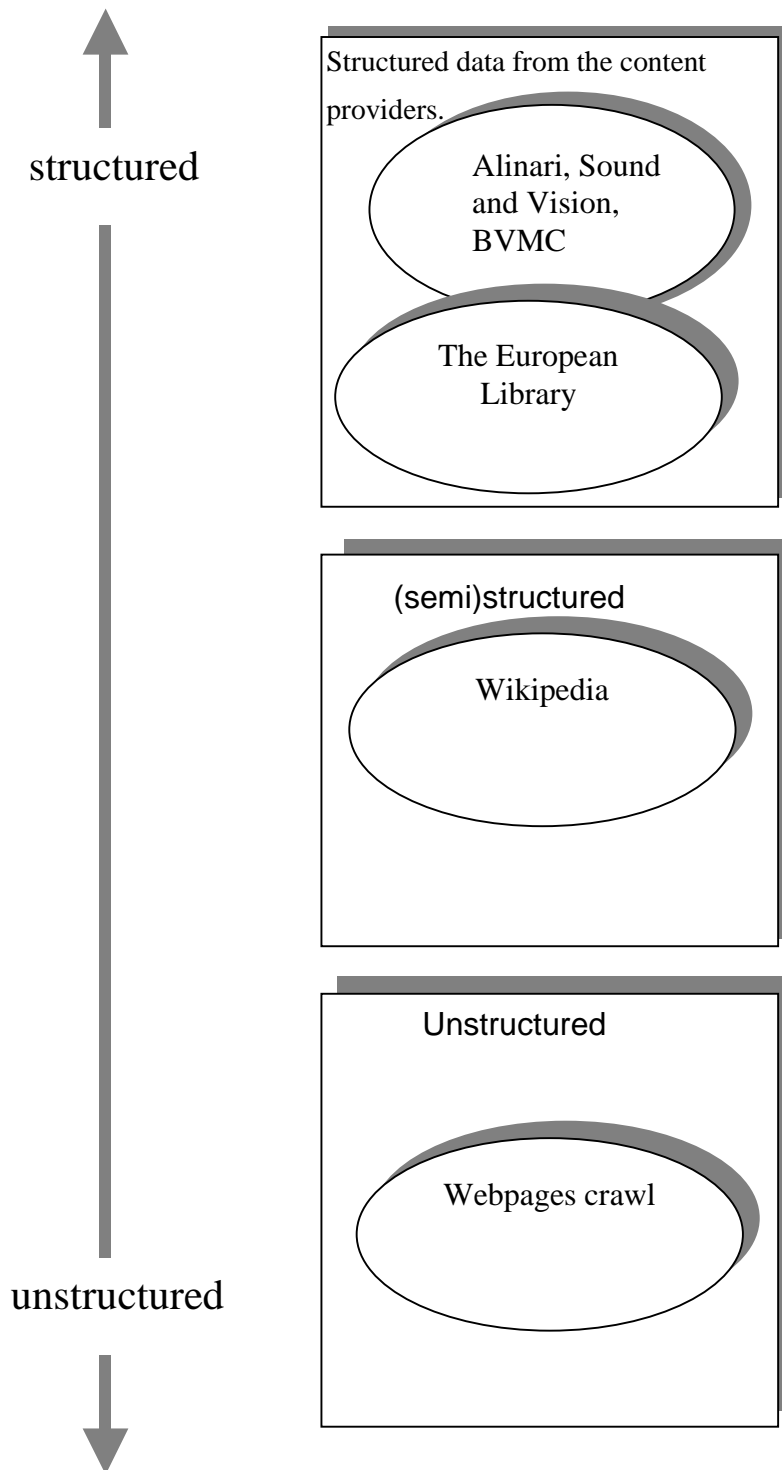 structured
Structured data from the content
providers.
Alinari, Sound
and Vision,
BVMC
The European
Library
(semi)structured
Wikipedia
Unstructured
Webpages crawl
unstructured